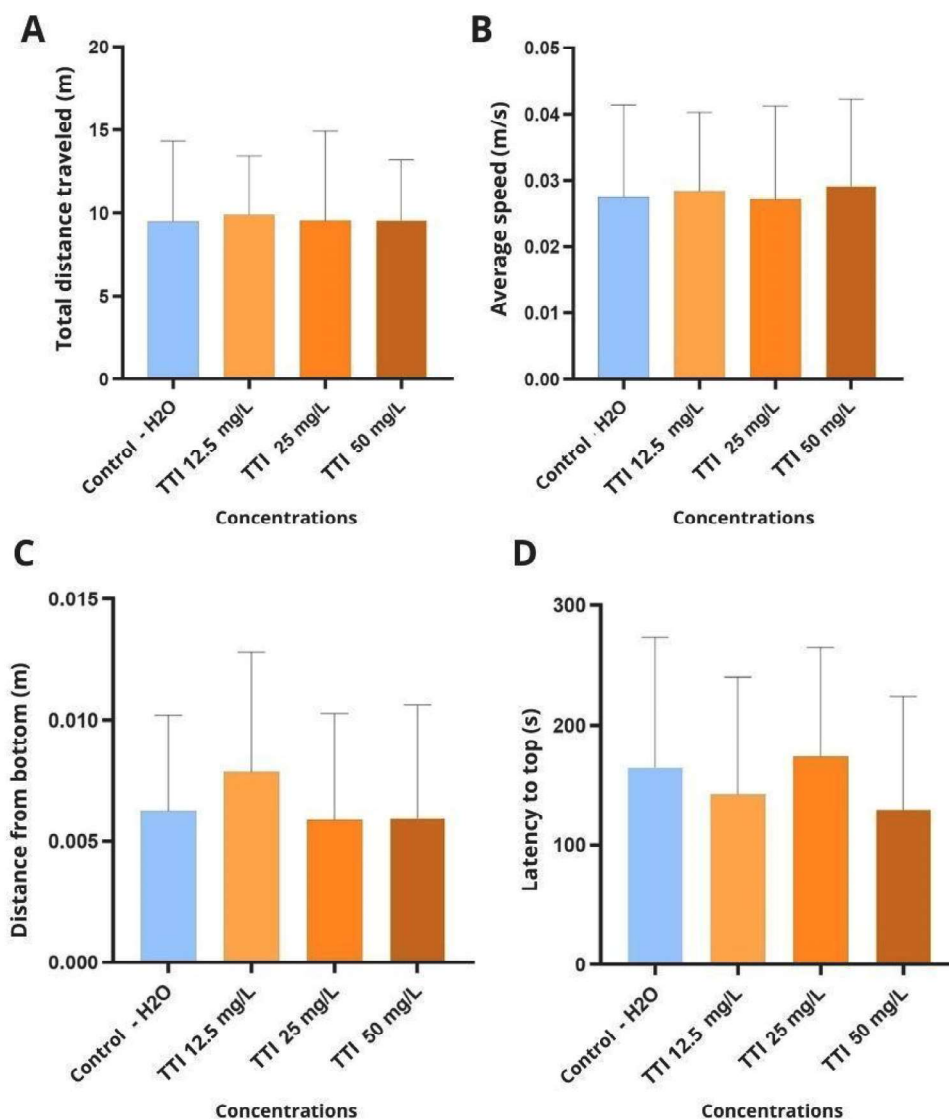 A
Total distance traveled (m)
20
15
10
5
0
Control - H2O
TTI 12.5 mg/L
TTI 25 mg/L
TTI 50 mg/L
Concentrations
B
Average speed (m/s)
0.05
0.04
0.03
0.02
0.01
0.00
Control - H2O
TTI 12.5 mg/L
TTI 25 mg/L
TTI 50 mg/L
Concentrations
C
Distance from bottom (m)
0.015
0.010
0.005
0.000
Control - H2O
TTI 12.5 mg/L
TTI 25 mg/L
TTI 50 mg/L
Concentrations
D
Latency to top (s)
300
200
100
0
Control - H2O
TTI 12.5 mg/L
TTI 25 mg/L
TTI 50 mg/L
Concentrations